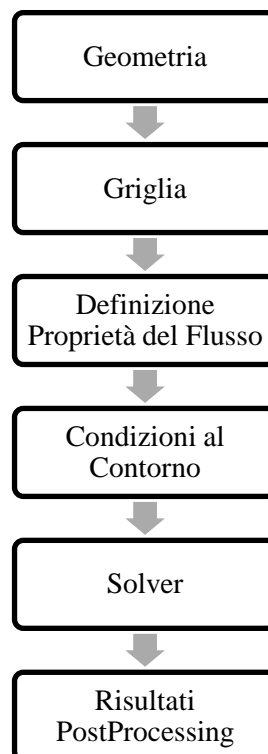 Geometria
Griglia
Definizione
Proprietà del Flusso
Condizioni al
Contorno
Solver
Risultati
PostProcessing